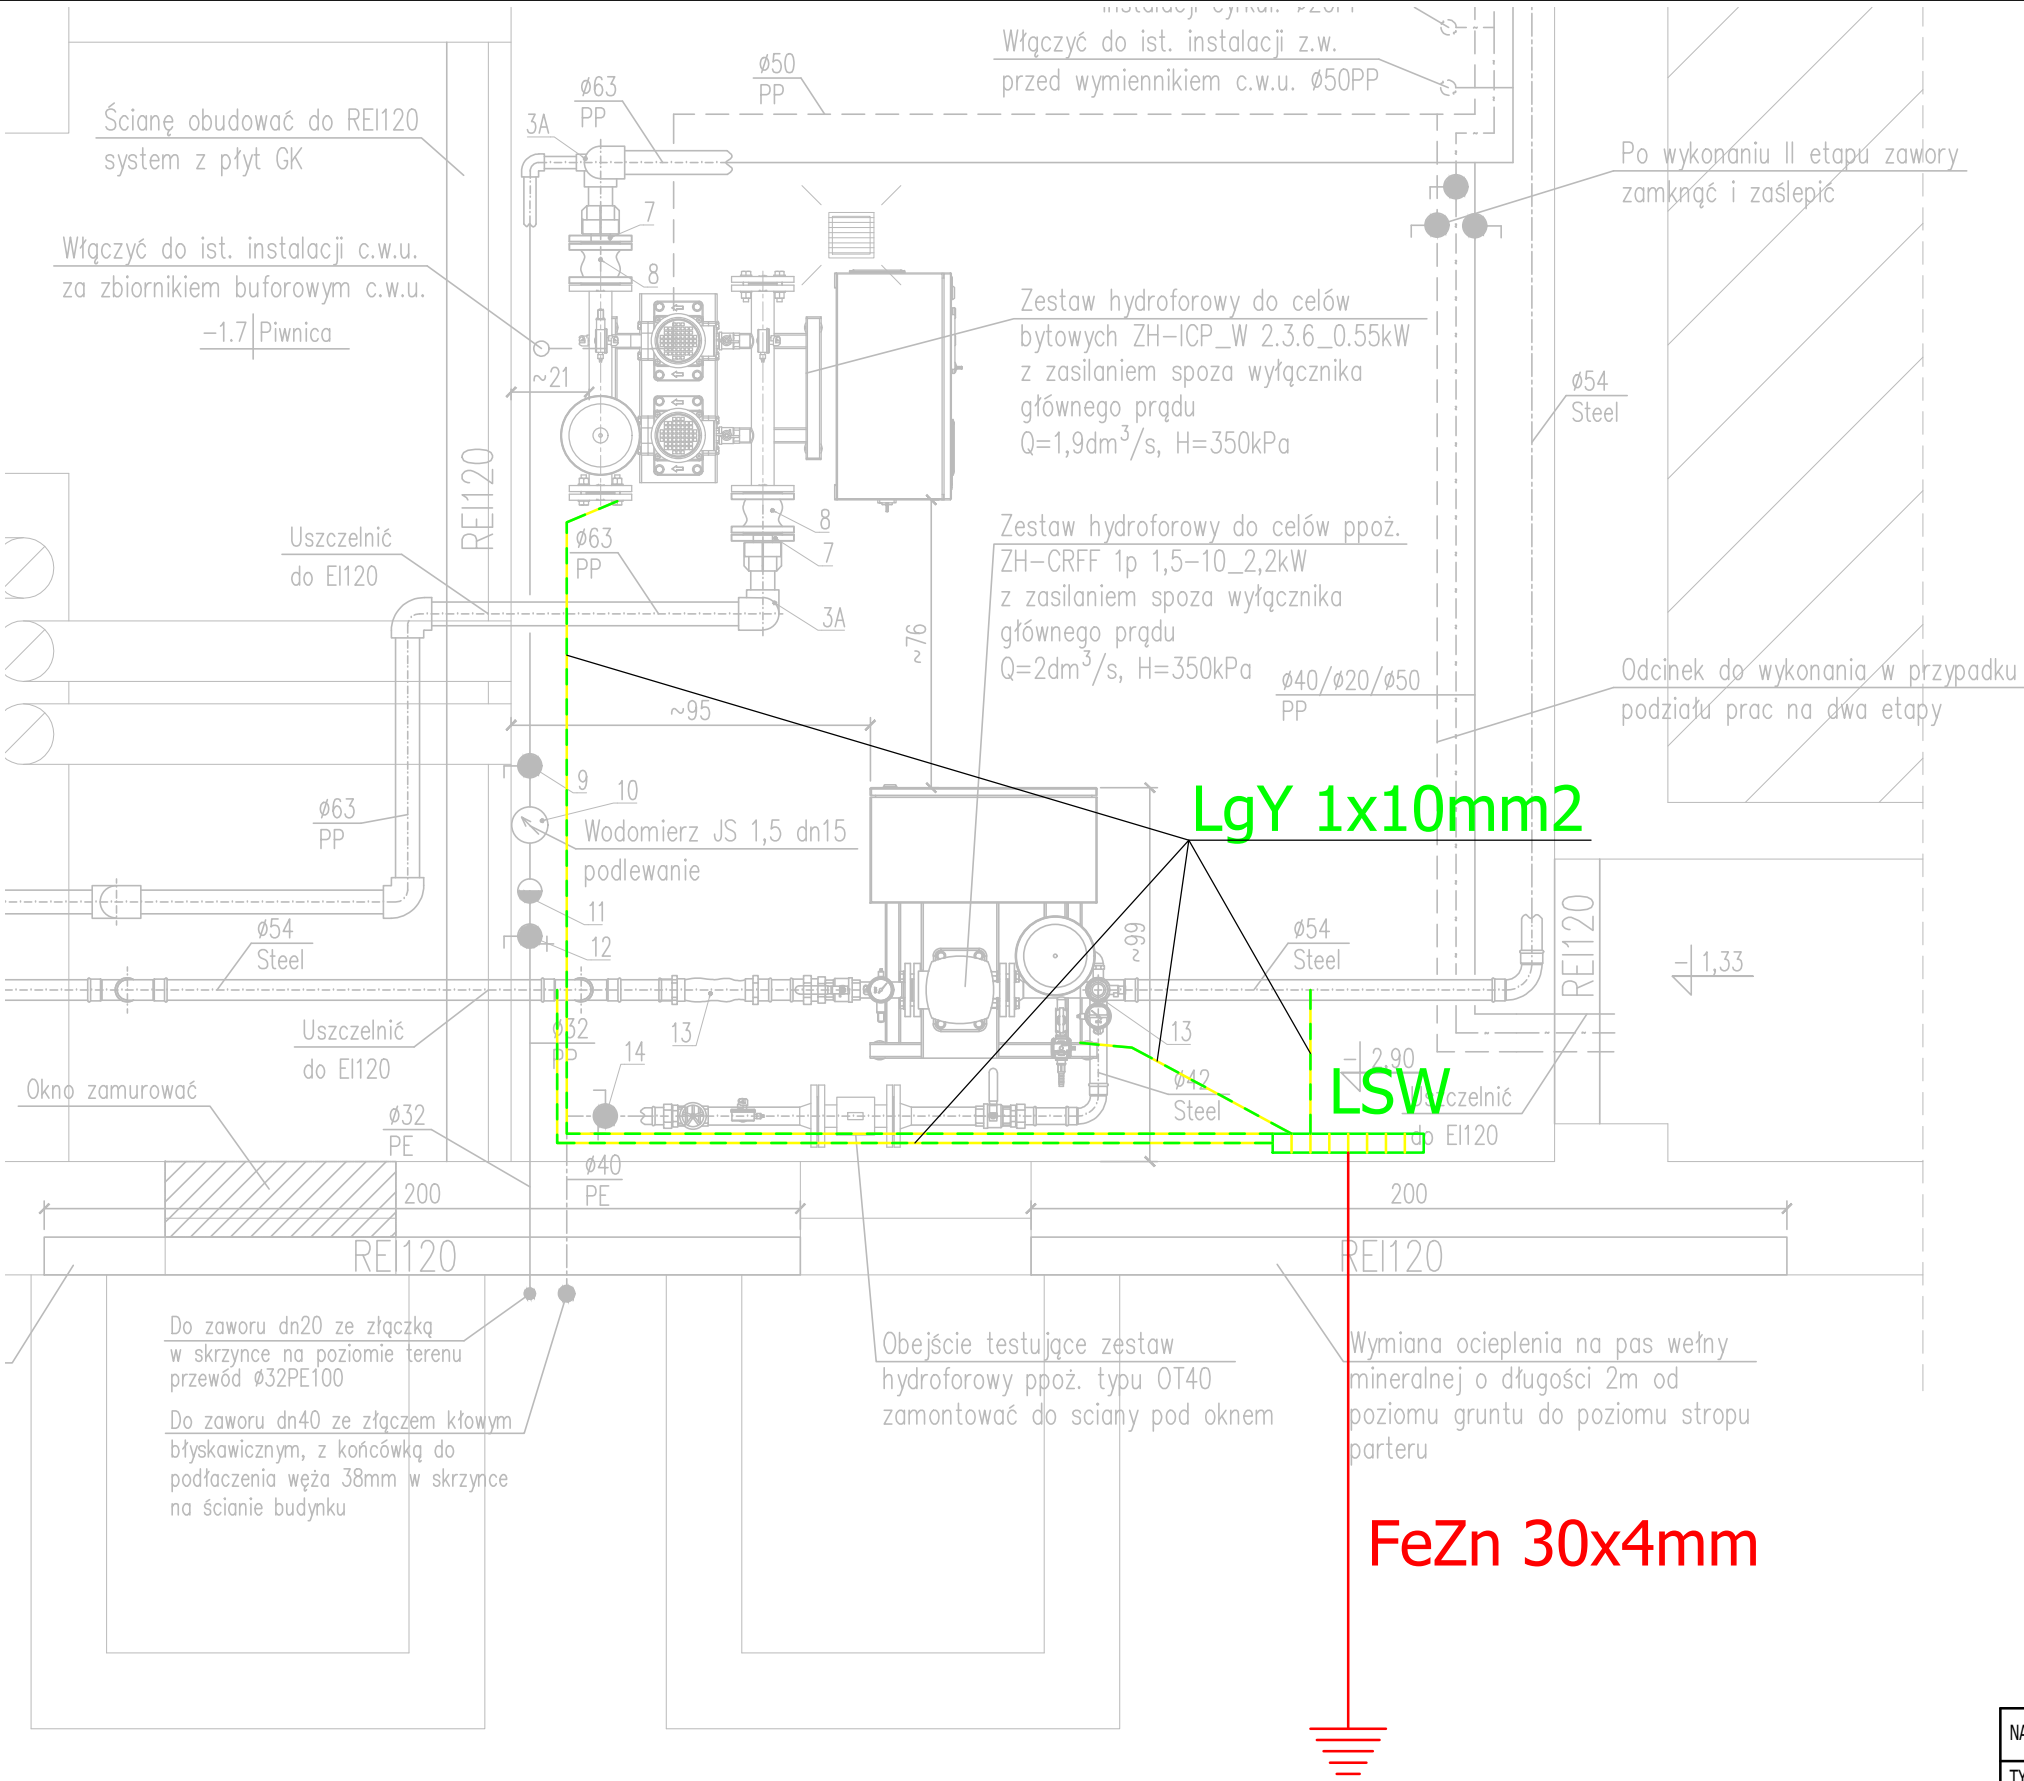 Włączyć do ist. instalacji z.w.
przed wymiennikiem c.w.u. Ø50PP
ø50
PP
ø63
PP
3A
Ścianę obudować do REI120
system z płyt GK
Po wykonaniu II etapu zawory
zamknąć i zaślepić
7
8
Włączyć do ist. instalacji c.w.u.
za zbiornikiem buforowym c.w.u.
-1.7 Piwnica
Zestaw hydroforowy do celów
bytowych ZH-ICP_W 2.3.6_0.55kW
z zasilaniem spoza wyłącznika
głównego prądu
Q=1,9dm³/s, H=350kPa
~21
ø54
Steel
REI120
Uszczelnić
do EI120
ø63
PP
8
7
3A
Zestaw hydroforowy do celów ppoż.
ZH-CRFF 1p 1,5-10_2,2kW
z zasilaniem spoza wyłącznika
głównego prądu
Q=2dm³/s, H=350kPa
~76
ø40/ø20/ø50
PP
Odcinek do wykonania w przypadku
podziału prac na dwa etapy
~95
9
10
Wodomierz JS 1,5 dn15
podlewanie
11
12
ø63
PP
LgY 1x10mm2
~99
ø54
Steel
ø54
Steel
REI120
-1,33
Uszczelnić
do EI120
ø32
PP
13
14
13
ø42
Steel
-2,90
LSW
Uszczelnić
do EI120
Okno zamurować
ø32
PE
ø40
PE
200
200
REI120
REI120
Do zaworu dn20 ze złączką
w skrzynce na poziomie terenu
przewód Ø32PE100
Do zaworu dn40 ze złączem kłowym
błyskawicznym, z końcówką do
podłaczenia węża 38mm w skrzynce
na ścianie budynku
Obejście testujące zestaw
hydroforowy ppoż. typu OT40
zamontować do sciany pod oknem
Wymiana ocieplenia na pas wełny
mineralnej o długości 2m od
poziomu gruntu do poziomu stropu
parteru
FeZn 30x4mm